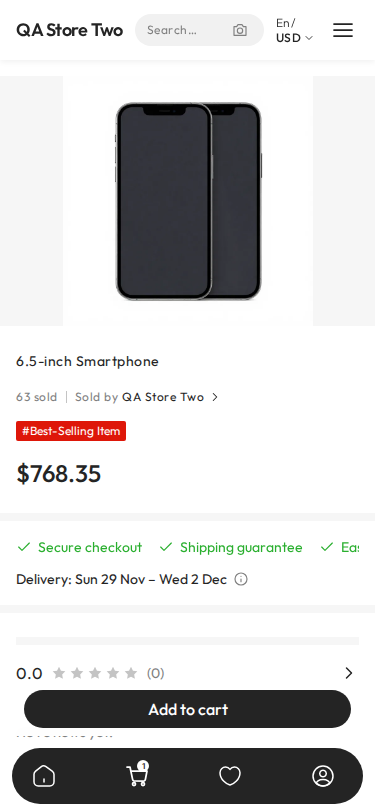 QA Store Two
Search...
En/
USD
6.5-inch Smartphone
63 sold
Sold by QA Store Two
#Best-Selling Item
$768.35
Secure checkout
Shipping guarantee
Delivery: Sun 29 Nov – Wed 2 Dec
0.0
(0)
Add to cart
1